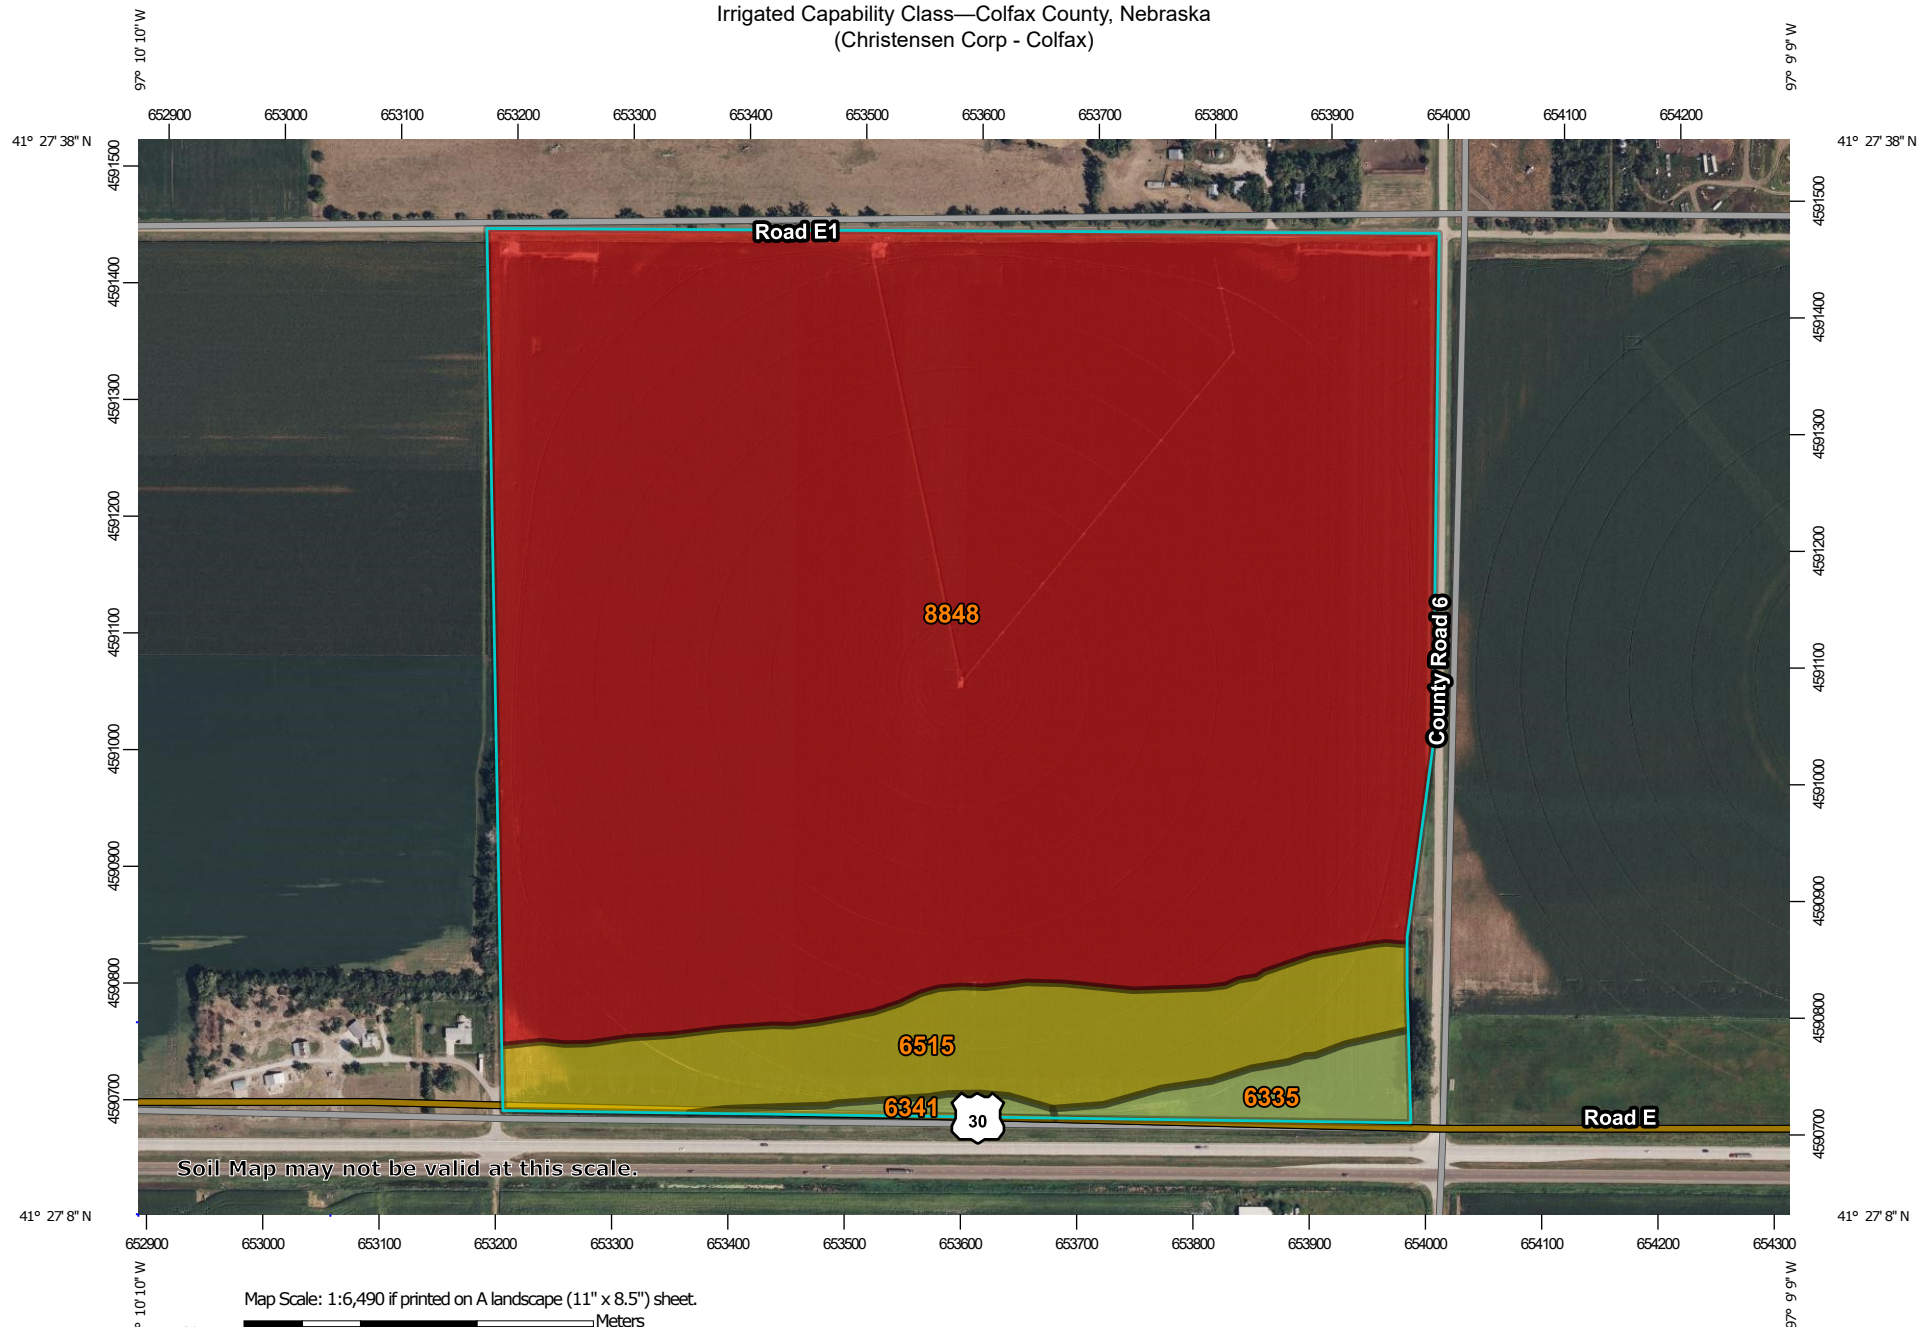 Irrigated Capability Class—Colfax County, Nebraska
(Christensen Corp - Colfax)
97° 10' 10'' W
97° 9' 9'' W
652900 653000 653100 653200 653300 653400 653500 653600 653700 653800 653900 654000 654100 654200
41° 27' 38'' N
41° 27' 38'' N
4591500
4591500
Road E1
4591400
4591400
4591300
4591300
4591200
4591200
8848
County Road 6
4591100
4591100
4591000
4591000
4590900
4590900
4590800
4590800
6515
4590700
6341
6335
30
Road E
4590700
Soil Map may not be valid at this scale.
41° 27' 8'' N
41° 27' 8'' N
652900 653000 653100 653200 653300 653400 653500 653600 653700 653800 653900 654000 654100 654200 654300
° 10' 10'' W
97° 9' 9'' W
Map Scale: 1:6,490 if printed on A landscape (11" x 8.5") sheet.
Meters